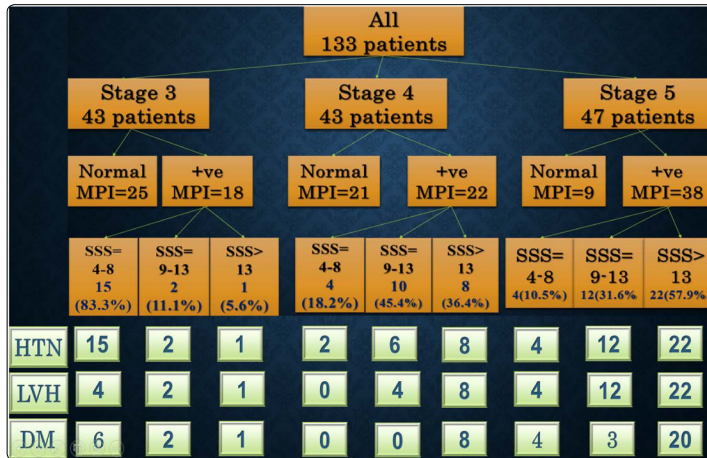 All
133 patients
Stage 3
43 patients
Stage 4
43 patients
Stage 5
47 patients
Normal
MPI=25
+ve
MPI=18
Normal
MPI=21
+ve
MPI=22
Normal
MPI=9
+ve
MPI=38
SSS=
4-8
15
(83.3%)
SSS=
9-13
2
(11.1%)
SSS>
13
1
(5.6%)
SSS=
4-8
4
(18.2%)
SSS=
9-13
10
(45.4%)
SSS>
13
8
(36.4%)
SSS=
4-8
4(10.5%)
SSS=
9-13
12(31.6%
SSS>
13
22(57.9%
HTN 15 2 1 2 6 8 4 12 22
LVH 4 2 1 0 4 8 4 12 22
DM 6 2 1 0 0 8 4 3 20